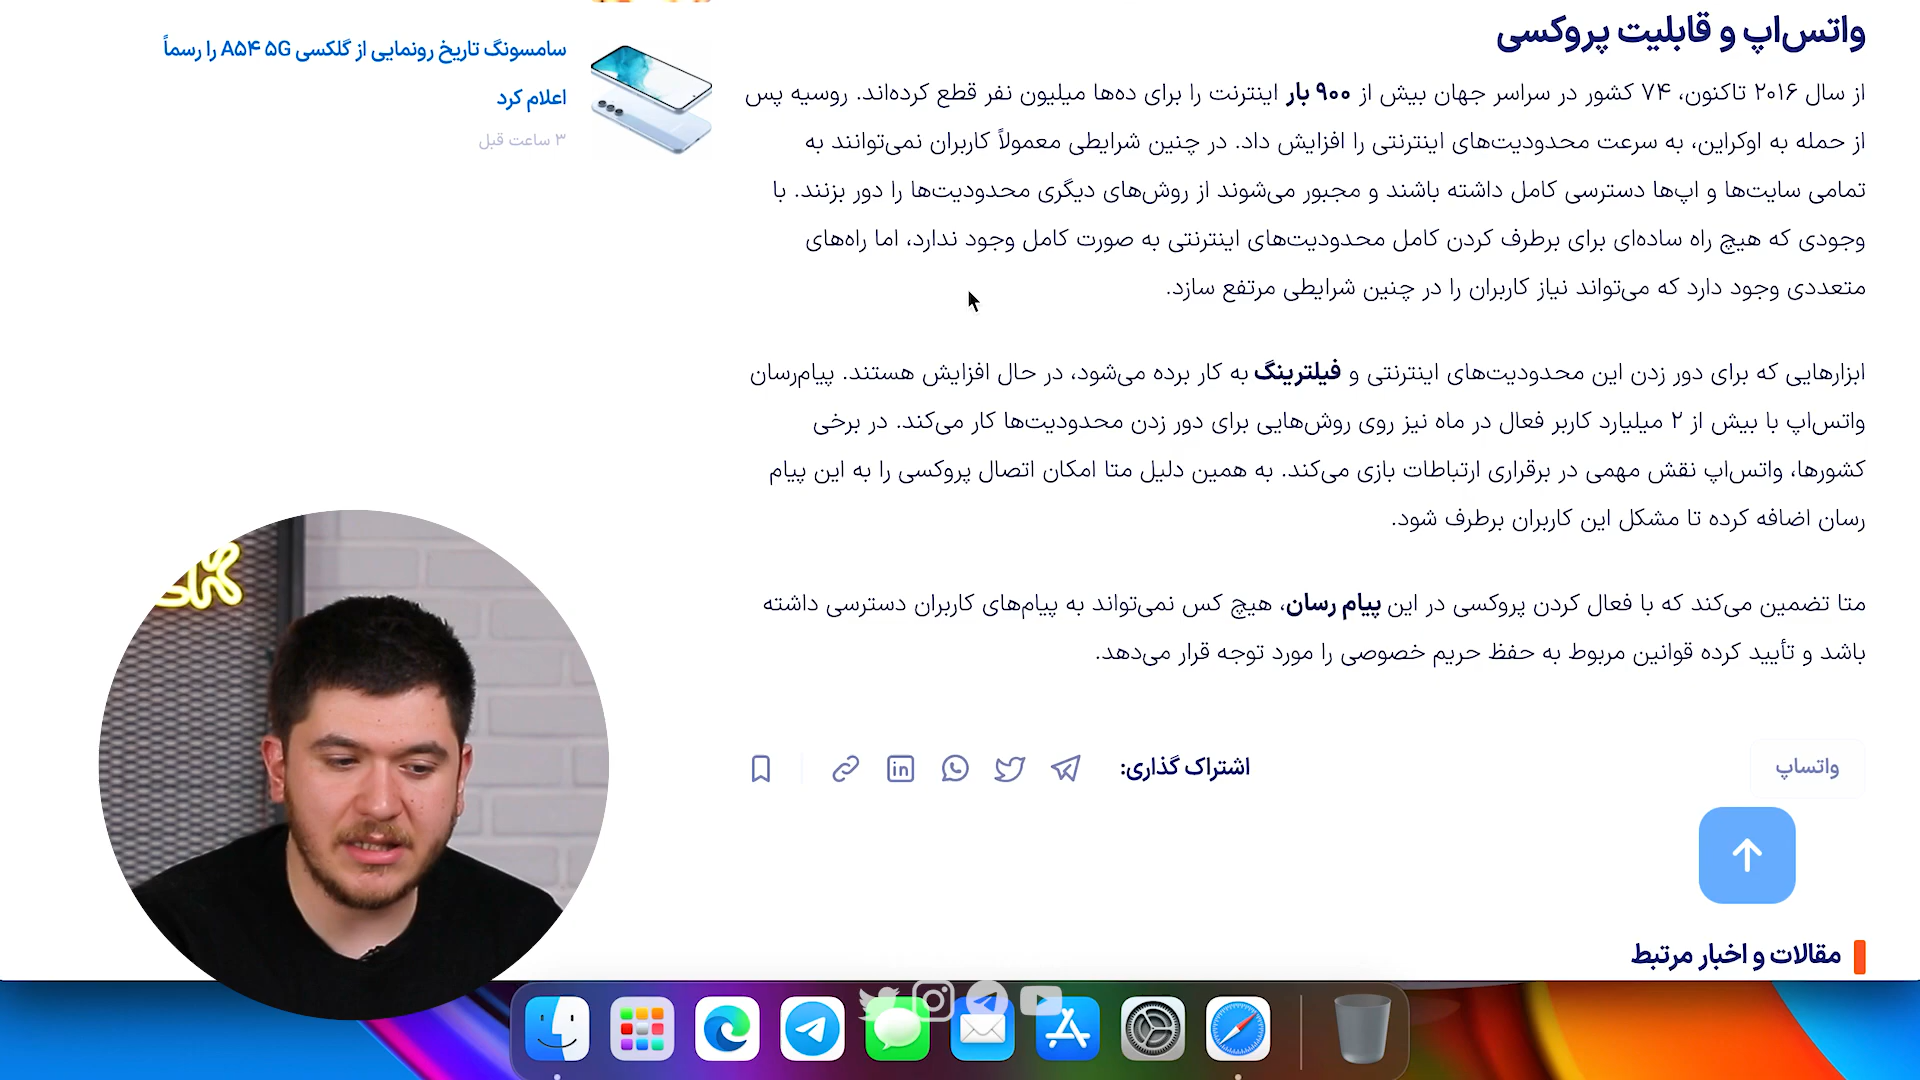 واتس‌اپ و قابلیت پروکسی
از سال ۲۰۱۶ تاکنون، ۷۴ کشور در سراسر جهان بیش از ۹۰۰ بار اینترنت را برای ده‌ها میلیون نفر قطع کرده‌اند. روسیه پس
از حمله به اوکراین، به سرعت محدودیت‌های اینترنتی را افزایش داد. در چنین شرایطی معمولاً کاربران نمی‌توانند به
تمامی سایت‌ها و اپ‌ها دسترسی کامل داشته باشند و مجبور می‌شوند از روش‌های دیگری محدودیت‌ها را دور بزنند. با
وجودی که هیچ راه ساده‌ای برای برطرف کردن کامل محدودیت‌های اینترنتی به صورت کامل وجود ندارد، اما راه‌های
متعددی وجود دارد که می‌تواند نیاز کاربران را در چنین شرایطی مرتفع سازد.
ابزارهایی که برای دور زدن این محدودیت‌های اینترنتی و فیلترینگ به کار برده می‌شود، در حال افزایش هستند. پیام‌رسان
واتس‌اپ با بیش از ۲ میلیارد کاربر فعال در ماه نیز روی روش‌هایی برای دور زدن محدودیت‌ها کار می‌کند. در برخی
کشورها، واتس‌اپ نقش مهمی در برقراری ارتباطات بازی می‌کند. به همین دلیل متا امکان اتصال پروکسی را به این پیام
رسان اضافه کرده تا مشکل این کاربران برطرف شود.
متا تضمین می‌کند که با فعال کردن پروکسی در این پیام رسان، هیچ کس نمی‌تواند به پیام‌های کاربران دسترسی داشته
باشد و تأیید کرده قوانین مربوط به حفظ حریم خصوصی را مورد توجه قرار می‌دهد.
واتساپ
اشتراک گذاری:
مقالات و اخبار مرتبط
سامسونگ تاریخ رونمایی از گلکسی A۵۴ ۵G را رسماً
اعلام کرد
۳ ساعت قبل